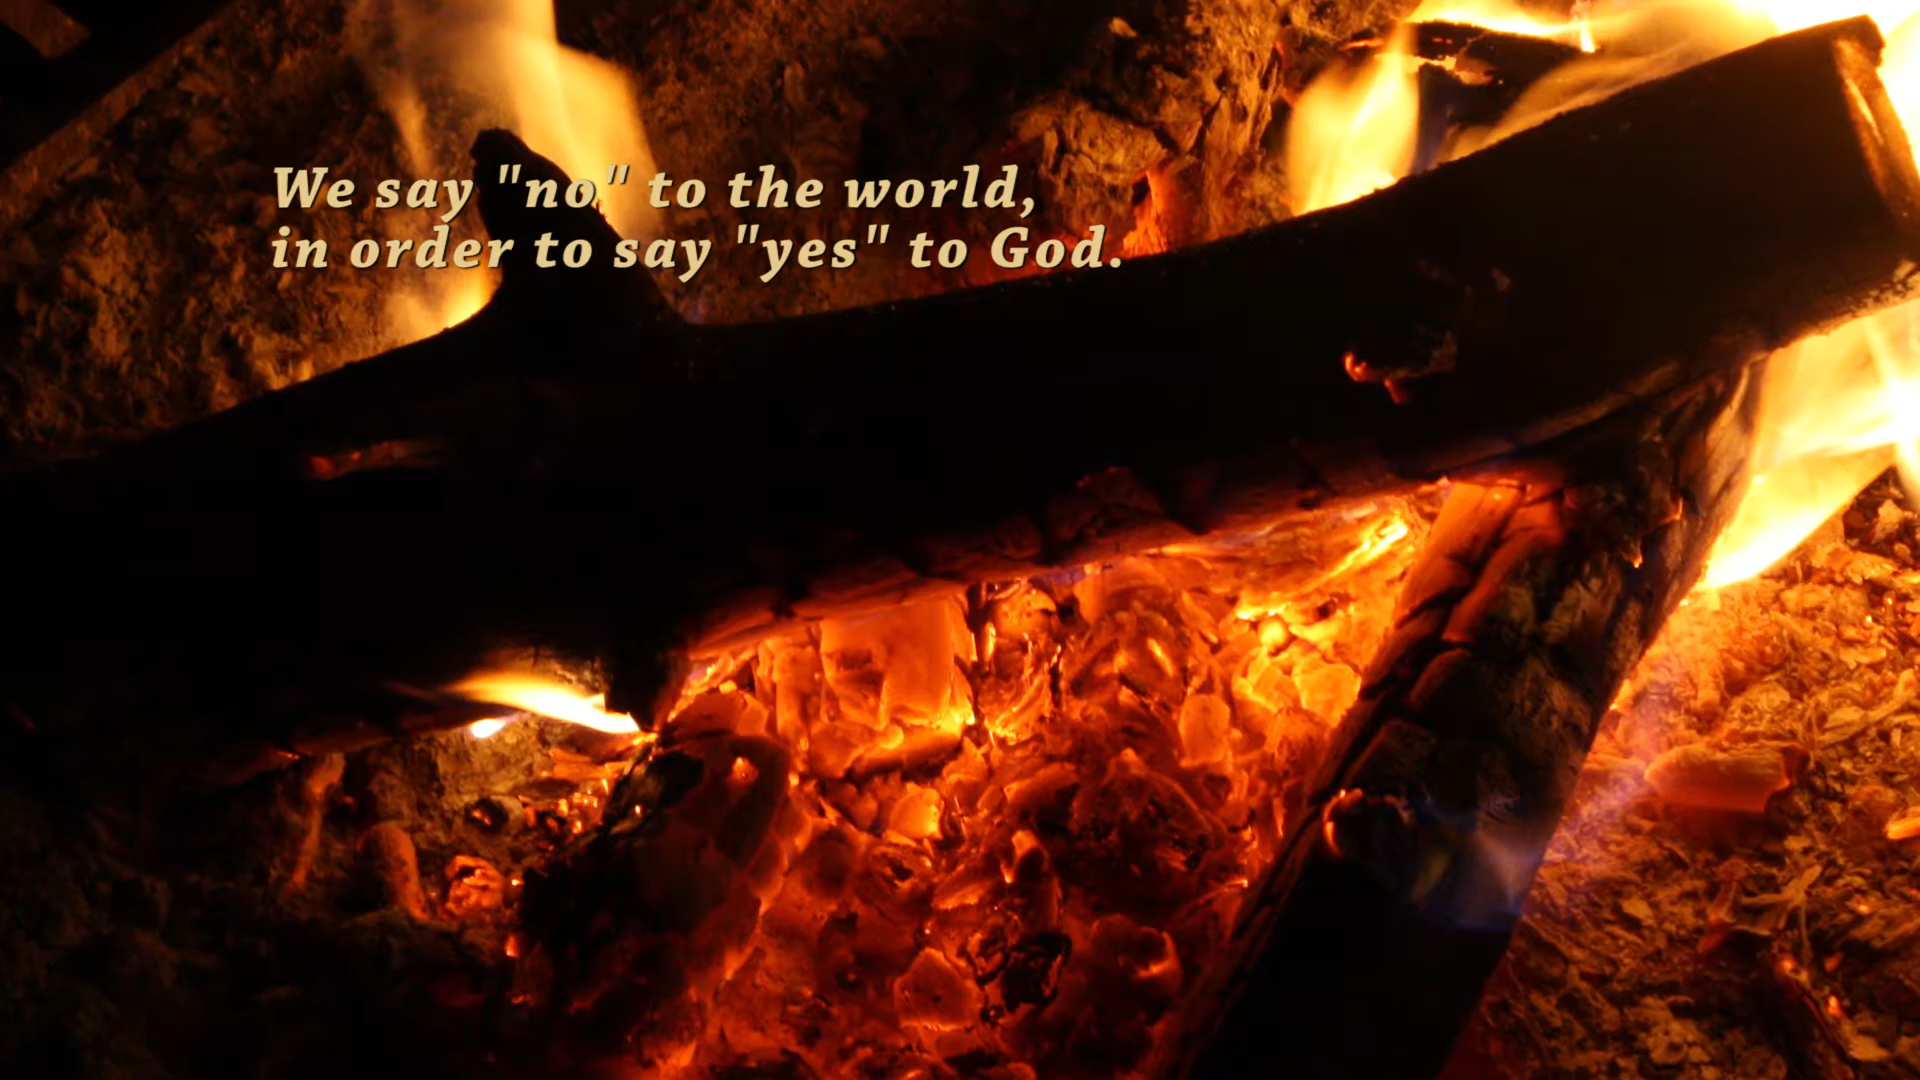 We say "no" to the world,
in order to say "yes" to God.